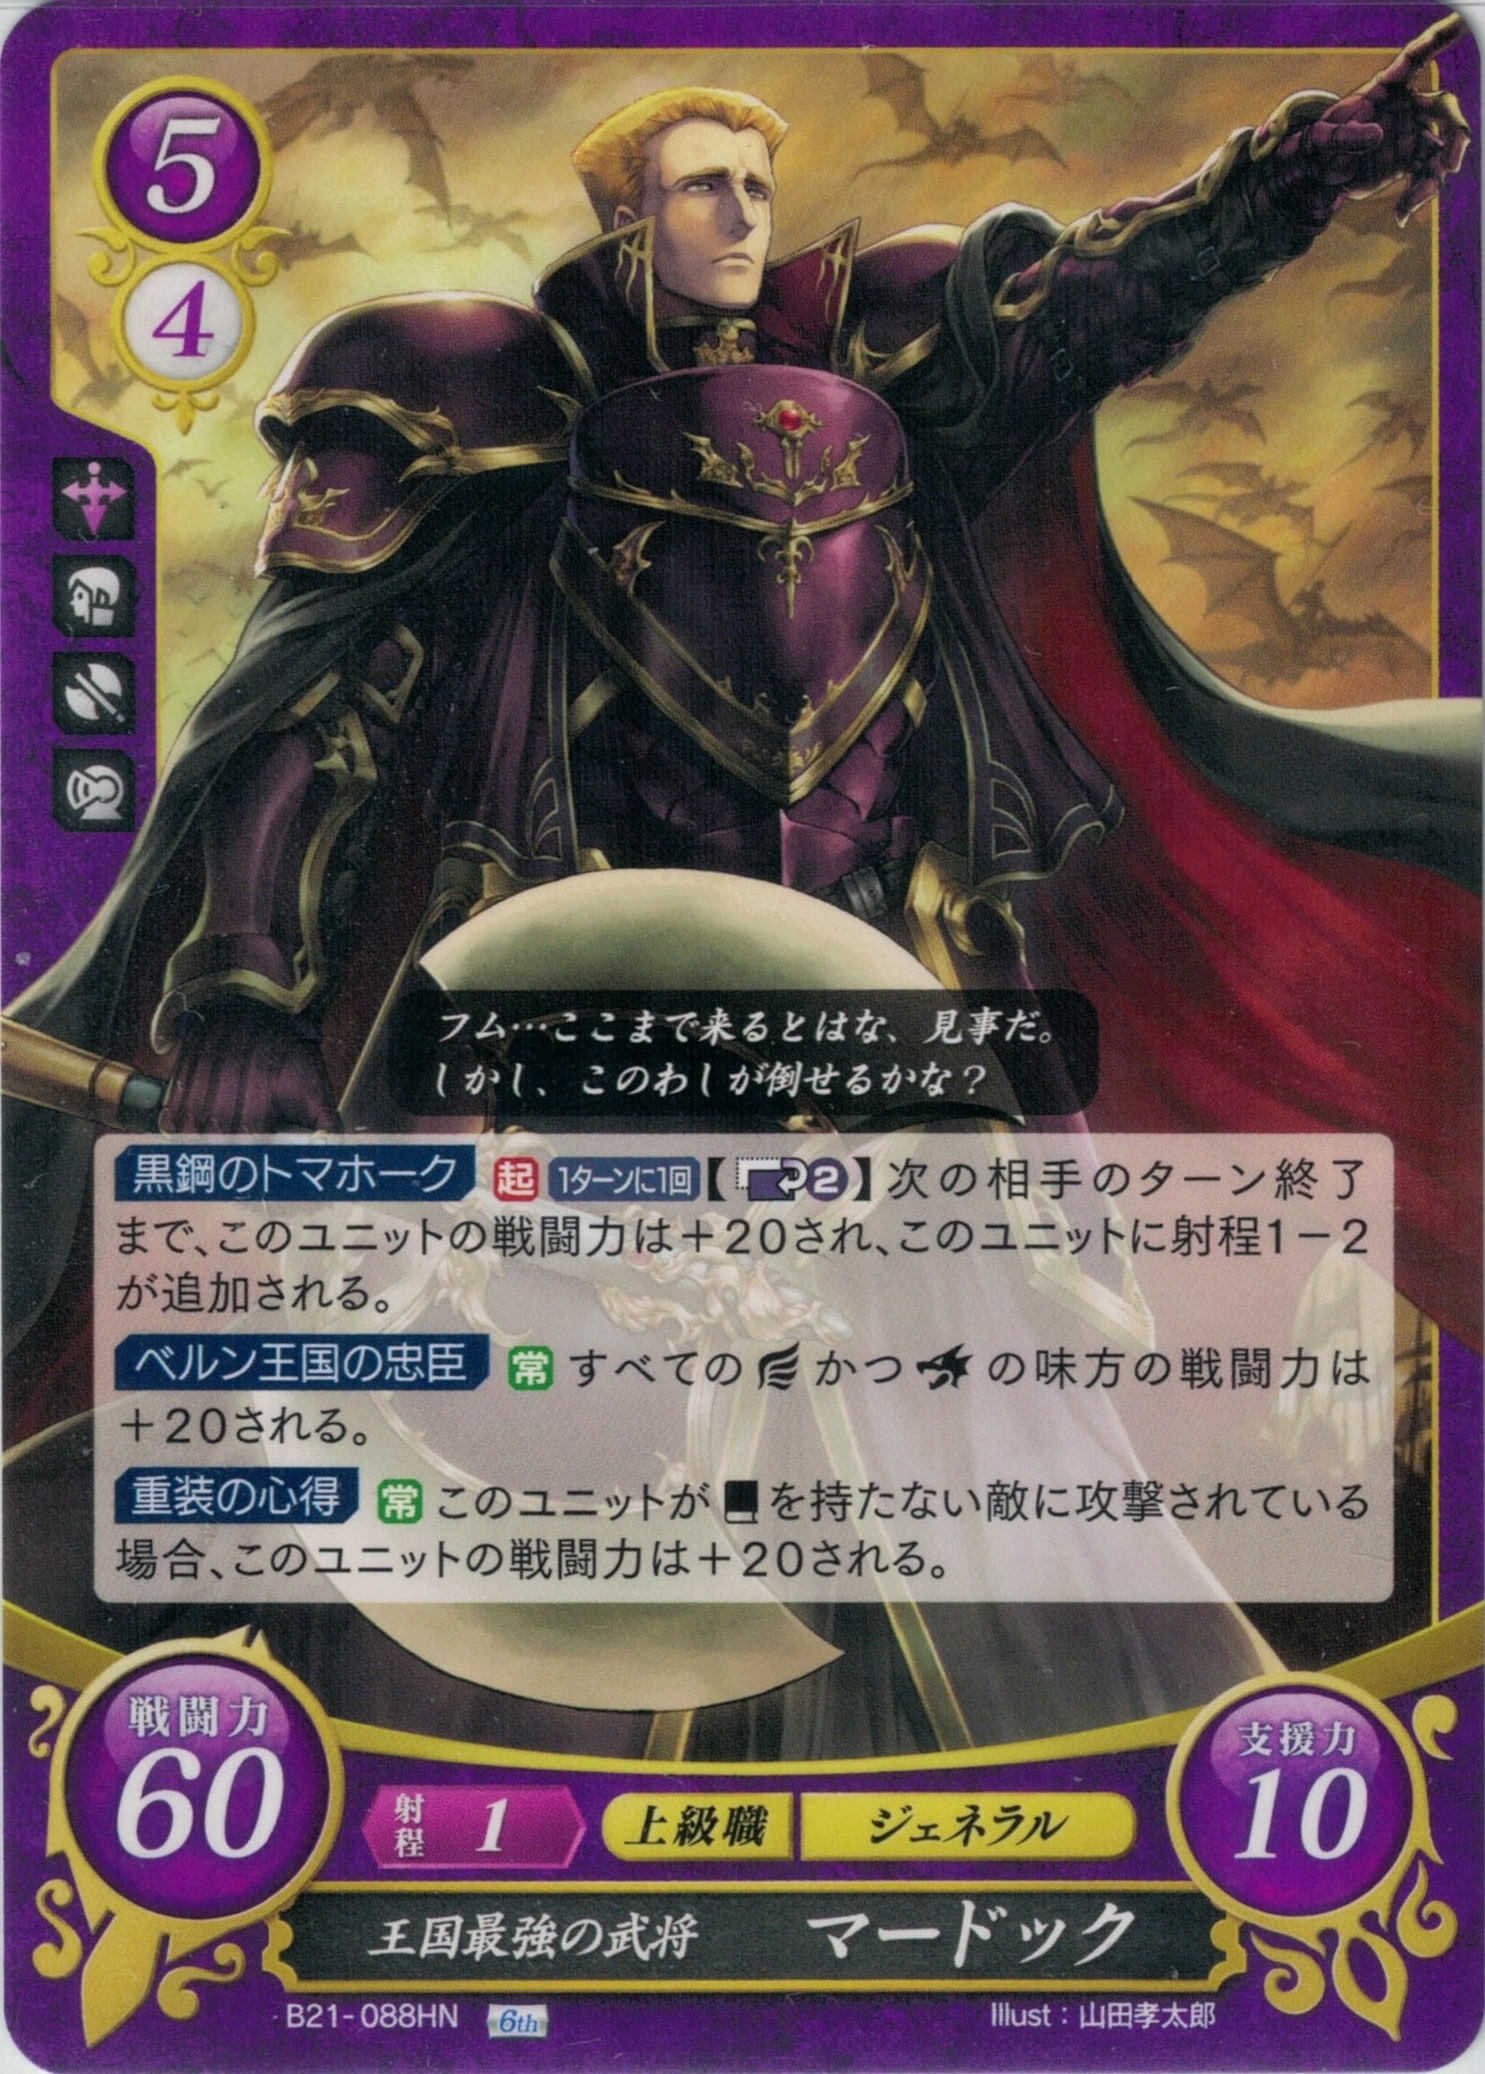 5
4
フム…ここまで来るとはな、見事だ。
しかし、このわしが倒せるかな？
黒鋼のトマホーク 起 1ターンに1回【2】次の相手のターン終了
まで、このユニットの戦闘力は＋20され、このユニットに射程1－2
が追加される。
ベルン王国の忠臣 常 すべての かつ の味方の戦闘力は
＋20される。
重装の心得 常 このユニットが を持たない敵に攻撃されている
場合、このユニットの戦闘力は＋20される。
戦闘力
60
射程 1 上級職 ジェネラル
支援力
10
王国最強の武将 マードック
B21-088HN 6th Illust：山田孝太郎